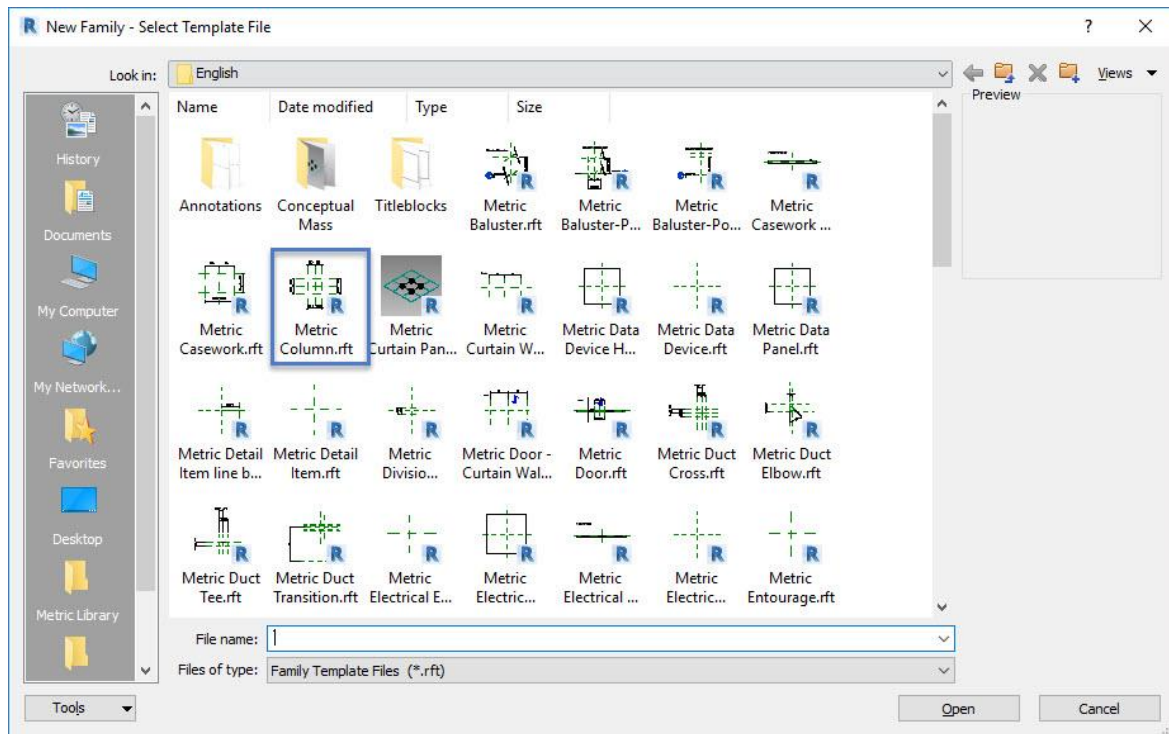 New Family - Select Template File
Look in:
English
Views
Name Date modified Type Size
Preview
History
Documents
My Computer
My Network...
Favorites
Desktop
Metric Library
Annotations
Conceptual
Mass
Titleblocks
Metric
Baluster.rft
Metric
Baluster-P...
Metric
Baluster-Po...
Metric
Casework ...
Metric
Casework.rft
Metric
Column.rft
Metric
Curtain Pan...
Metric
Curtain W...
Metric Data
Device H...
Metric Data
Device.rft
Metric Data
Panel.rft
Metric Detail
Item line b...
Metric Detail
Item.rft
Metric
Divisio...
Metric Door -
Curtain Wal...
Metric
Door.rft
Metric Duct
Cross.rft
Metric Duct
Elbow.rft
Metric Duct
Tee.rft
Metric Duct
Transition.rft
Metric
Electrical E...
Metric
Electric...
Metric
Electrical ...
Metric
Electric...
Metric
Entourage.rft
File name:
Files of type: Family Template Files (*.rft)
Tools
Open
Cancel